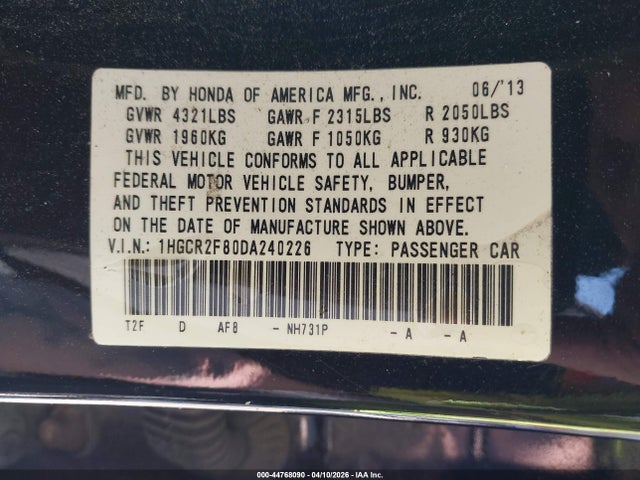 MFD. BY HONDA OF AMERICA MFG., INC. 06/'13
GVWR 4321LBS GAWR F 2315LBS R 2050LBS
GVWR 1960KG GAWR F 1050KG R 930KG
THIS VEHICLE CONFORMS TO ALL APPLICABLE
FEDERAL MOTOR VEHICLE SAFETY, BUMPER,
AND THEFT PREVENTION STANDARDS IN EFFECT
ON THE DATE OF MANUFACTURE SHOWN ABOVE.
V.I.N.: 1HGCR2F80DA240226 TYPE: PASSENGER CAR
T2F D AF8 - NH731P - A - A
000-44768090 - 04/10/2026 - IAA Inc.